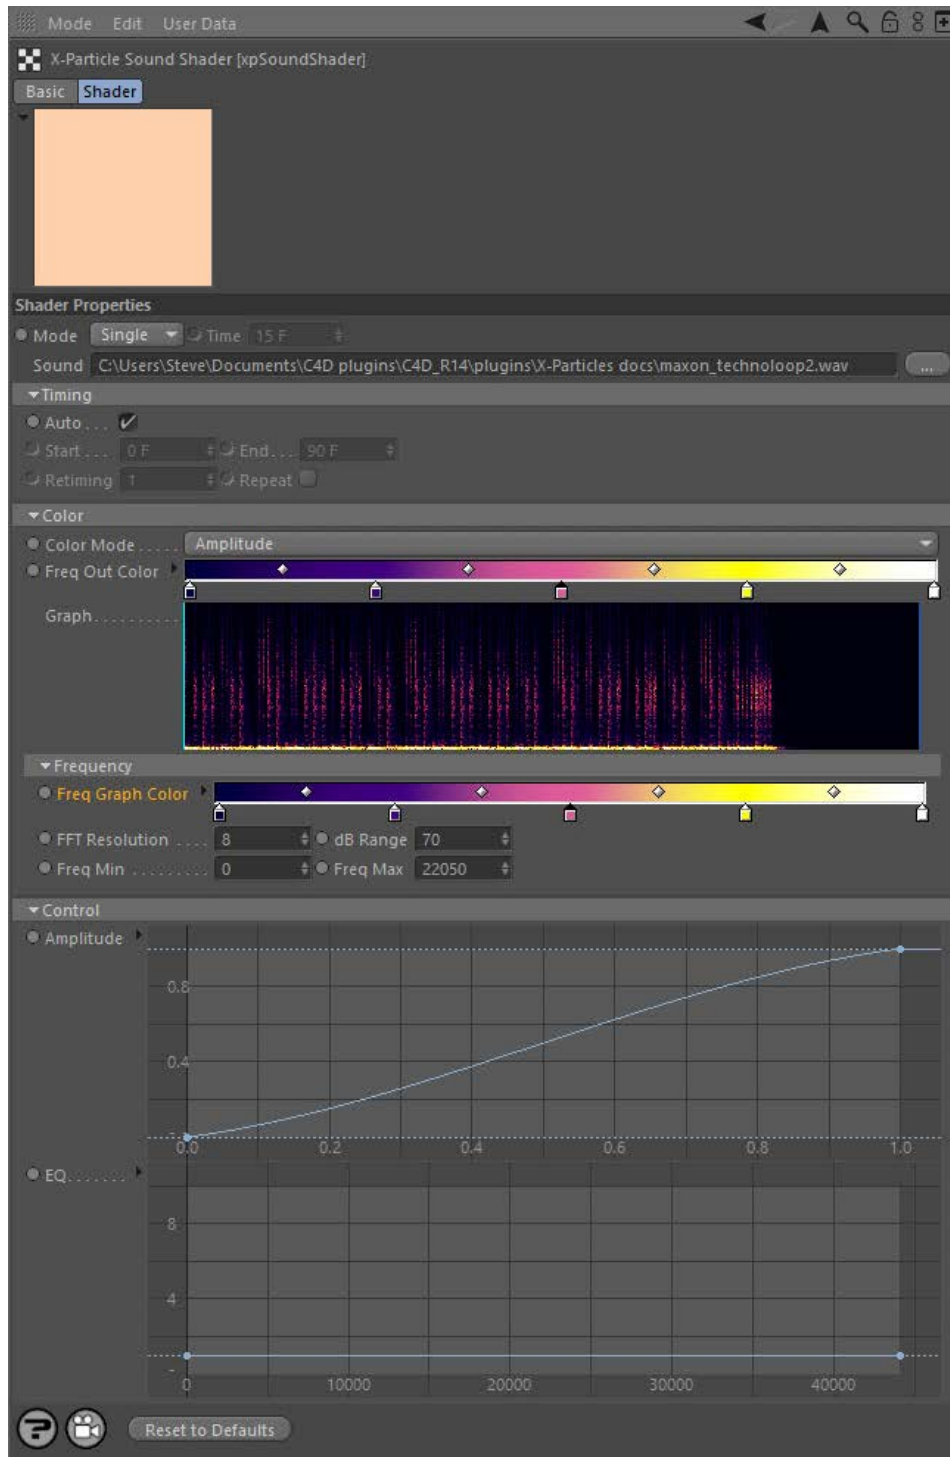 Mode Edit User Data
X-Particle Sound Shader [xpSoundShader]
Basic Shader
Shader Properties
Mode Single Time 15 F
Sound C:\Users\Steve\Documents\C4D plugins\C4D_R14\plugins\X-Particles docs\maxon_technoloop2.wav ...
Timing
Auto . . .
Start . . . 0 F End . . . 90 F
Retiming 1 Repeat
Color
Color Mode . . . . . Amplitude
Freq Out Color
Graph . . . . . . . . . .
Frequency
Freq Graph Color
FFT Resolution . . . . 8 dB Range 70
Freq Min . . . . . . . . . 0 Freq Max 22050
Control
Amplitude
0.8
0.4
0.0 0.2 0.4 0.6 0.8 1.0
EQ. . . . . . .
8
4
-
0 10000 20000 30000 40000
? Reset to Defaults